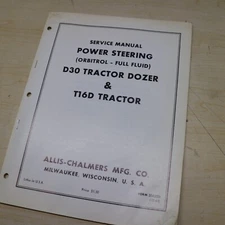 SERVICE MANUAL
POWER STEERING
(ORBITROL - FULL FLUID)
D30 TRACTOR DOZER
&
T16D TRACTOR
ALLIS-CHALMERS MFG. CO.
MILWAUKEE, WISCONSIN, U. S. A.